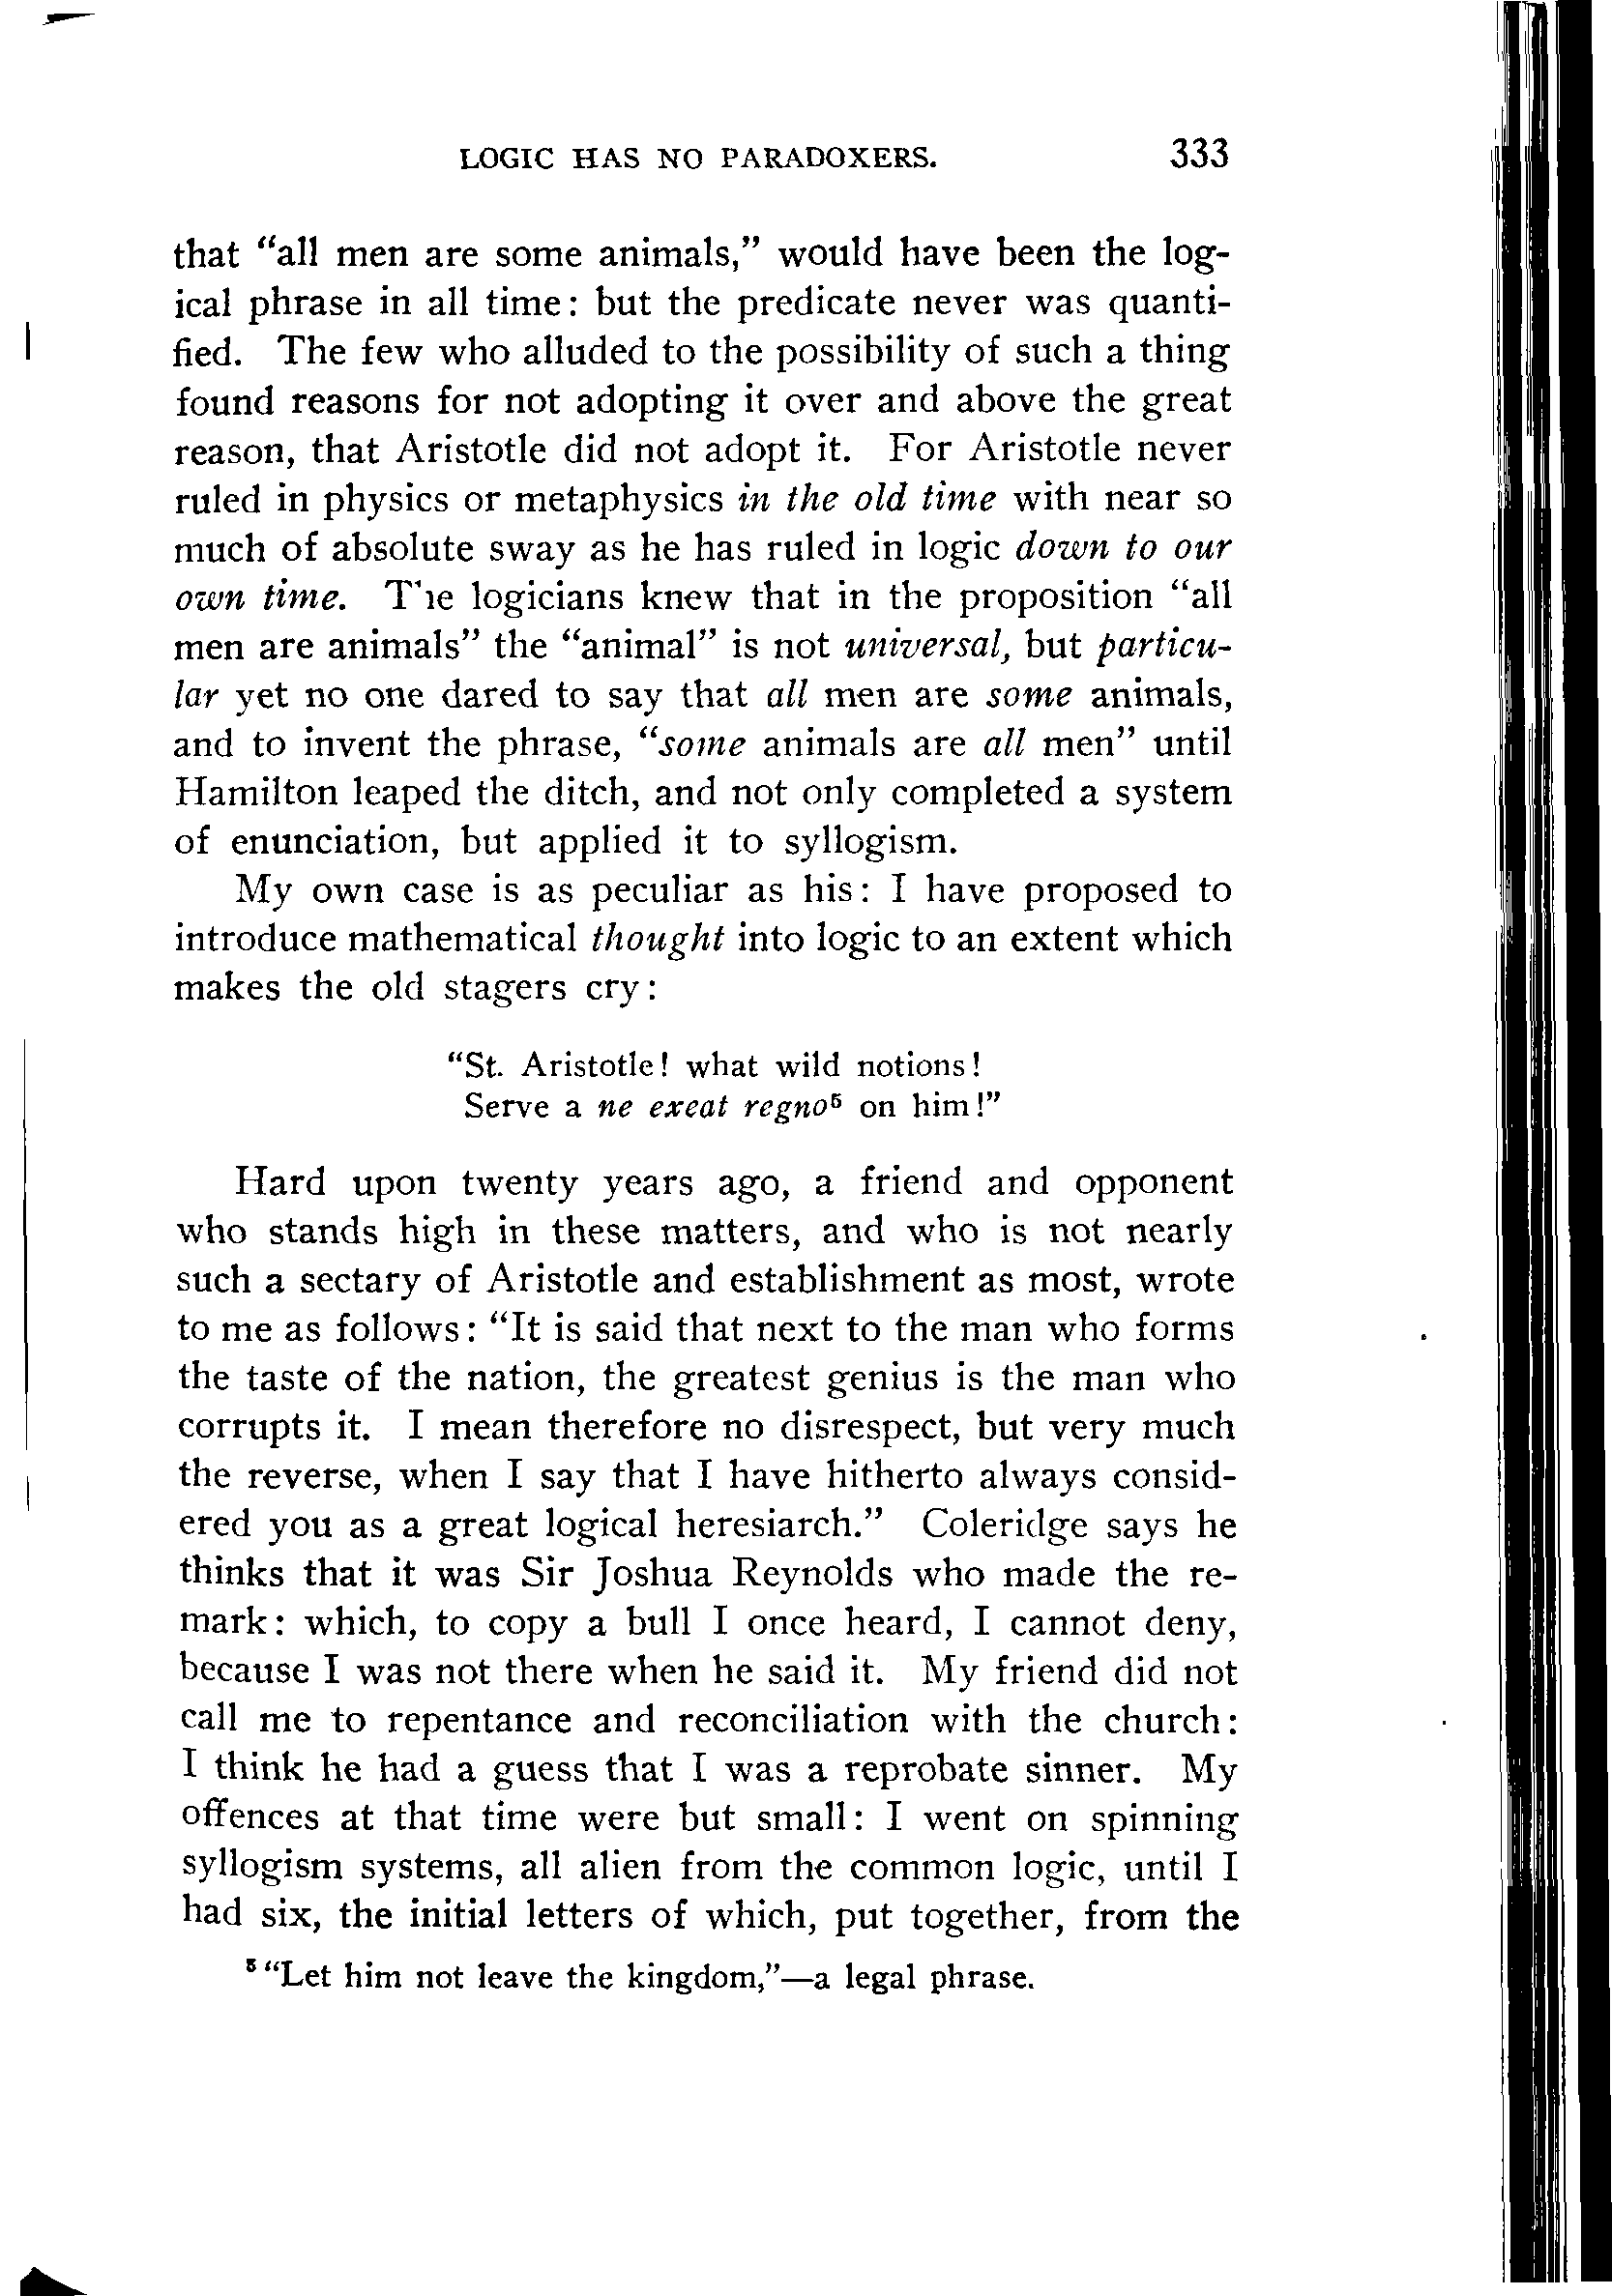 LOGIC HAS NO PARADOXERS. 333
that "all men are some animals," would have been the log-
ical phrase in all time: but the predicate never was quanti-
fied. The few who alluded to the possibility of such a thing
found reasons for not adopting it over and above the great
reason, that Aristotle did not adopt it. For Aristotle never
ruled in physics or metaphysics in the old time with near so
much of absolute sway as he has ruled in logic down to our
own time. The logicians knew that in the proposition "all
men are animals" the "animal" is not universal, but particu-
lar yet no one dared to say that all men are some animals,
and to invent the phrase, "some animals are all men" until
Hamilton leaped the ditch, and not only completed a system
of enunciation, but applied it to syllogism.
My own case is as peculiar as his: I have proposed to
introduce mathematical thought into logic to an extent which
makes the old stagers cry:
"St. Aristotle! what wild notions!
Serve a ne exeat regno⁵ on him!"
Hard upon twenty years ago, a friend and opponent
who stands high in these matters, and who is not nearly
such a sectary of Aristotle and establishment as most, wrote
to me as follows: "It is said that next to the man who forms
the taste of the nation, the greatest genius is the man who
corrupts it. I mean therefore no disrespect, but very much
the reverse, when I say that I have hitherto always consid-
ered you as a great logical heresiarch." Coleridge says he
thinks that it was Sir Joshua Reynolds who made the re-
mark: which, to copy a bull I once heard, I cannot deny,
because I was not there when he said it. My friend did not
call me to repentance and reconciliation with the church:
I think he had a guess that I was a reprobate sinner. My
offences at that time were but small: I went on spinning
syllogism systems, all alien from the common logic, until I
had six, the initial letters of which, put together, from the
⁵ "Let him not leave the kingdom,"—a legal phrase.